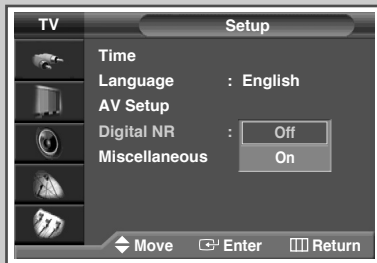 TV Setup
Time
Language : English
AV Setup
Digital NR : Off
On
Miscellaneous
Move Enter Return